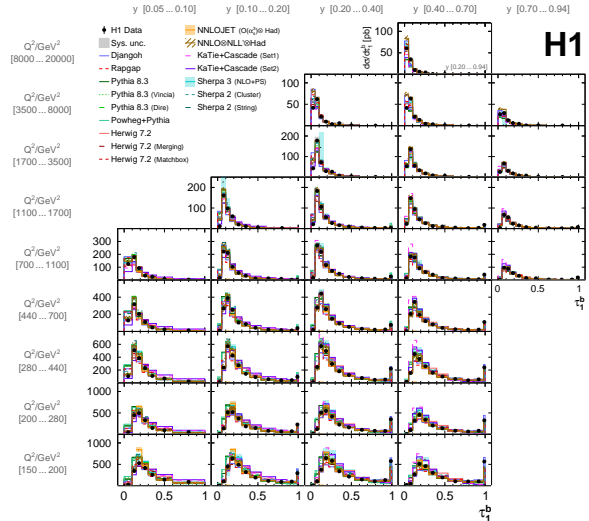 y [0.05 ... 0.10] y [0.10 ... 0.20] y [0.20 ... 0.40] y [0.40 ... 0.70] y [0.70 ... 0.94]
H1
H1 Data
Sys. unc.
Djangoh
Rapgap
Pythia 8.3
Pythia 8.3 (Vincia)
Pythia 8.3 (Dire)
Powheg+Pythia
Herwig 7.2
Herwig 7.2 (Merging)
Herwig 7.2 (Matchbox)
NNLOJET (O(αs³)⊗ Had)
NNLO⊗NLL'⊗Had
KaTie+Cascade (Set1)
KaTie+Cascade (Set2)
Sherpa 3 (NLO+PS)
Sherpa 2 (Cluster)
Sherpa 2 (String)
dσ/dτ₁ᵇ [pb]
y [0.20 ... 0.94]
Q²/GeV²
[8000 ... 20000]
50
Q²/GeV²
[3500 ... 8000]
100
50
Q²/GeV²
[1700 ... 3500]
200
100
Q²/GeV²
[1100 ... 1700]
200
100
200
Q²/GeV²
[700 ... 1100]
300
200
100
200
0 0.5 1
τ₁ᵇ
Q²/GeV²
[440 ... 700]
400
200
Q²/GeV²
[280 ... 440]
600
400
200
Q²/GeV²
[200 ... 280]
1000
500
Q²/GeV²
[150 ... 200]
1000
500
0 0.5 1 0 0.5 1 0 0.5 1 0 0.5 1
τ₁ᵇ